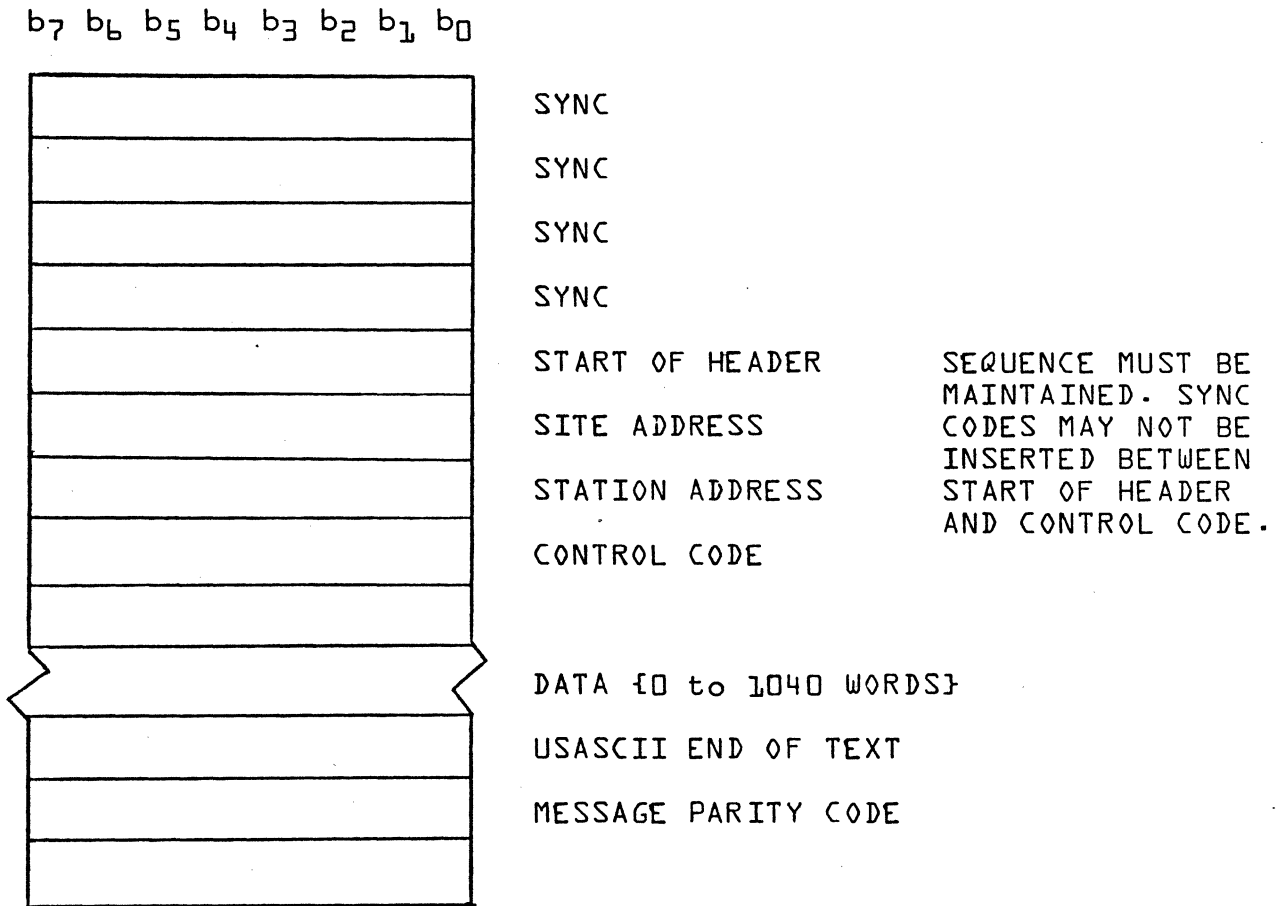 b7 b6 b5 b4 b3 b2 b1 b0
SYNC
SYNC
SYNC
SYNC
START OF HEADER
SITE ADDRESS
STATION ADDRESS
CONTROL CODE
SEQUENCE MUST BE
MAINTAINED. SYNC
CODES MAY NOT BE
INSERTED BETWEEN
START OF HEADER
AND CONTROL CODE.
DATA {0 to 1040 WORDS}
USASCII END OF TEXT
MESSAGE PARITY CODE